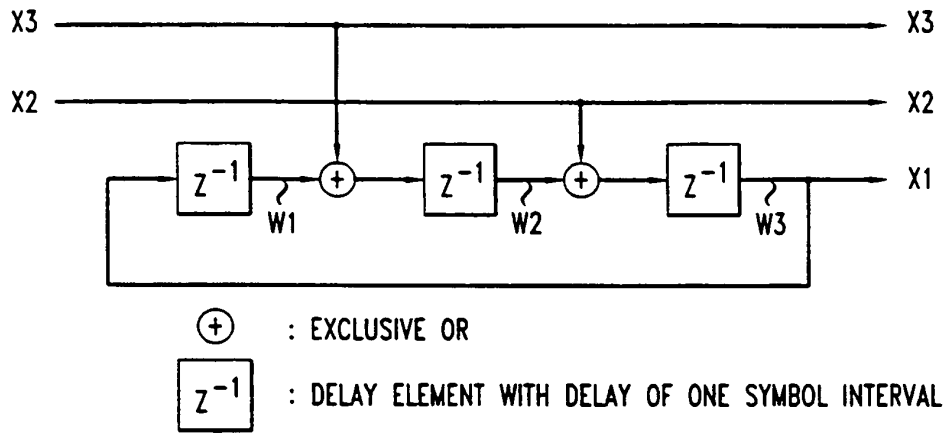 X3 X3
X2 X2
Z⁻¹ + Z⁻¹ + Z⁻¹ X1
W1 W2 W3
+ : EXCLUSIVE OR
Z⁻¹ : DELAY ELEMENT WITH DELAY OF ONE SYMBOL INTERVAL